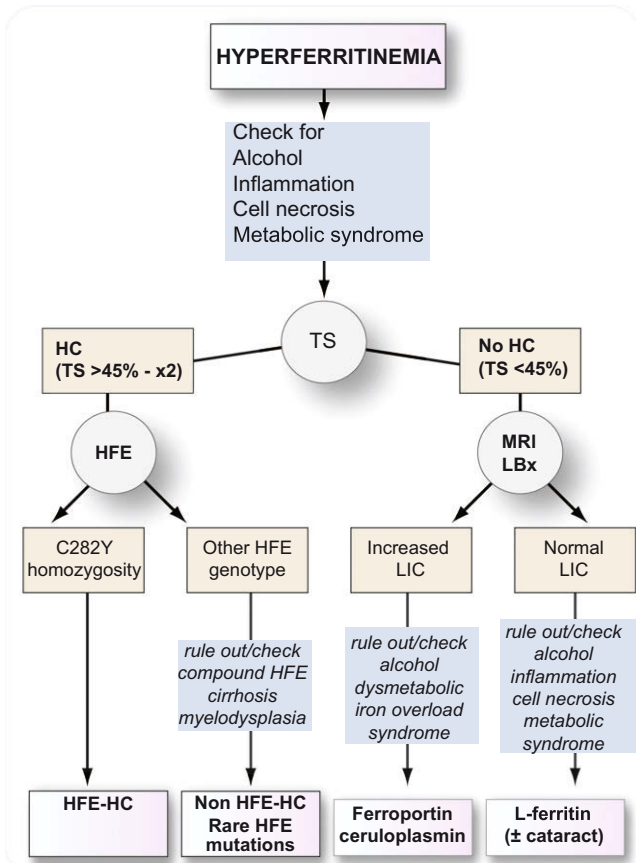 HYPERFERRITINEMIA
Check for
Alcohol
Inflammation
Cell necrosis
Metabolic syndrome
TS
HC
(TS >45% - x2)
No HC
(TS <45%)
HFE
MRI
LBx
C282Y
homozygosity
Other HFE
genotype
Increased
LIC
Normal
LIC
rule out/check
compound HFE
cirrhosis
myelodysplasia
rule out/check
alcohol
dysmetabolic
iron overload
syndrome
rule out/check
alcohol
inflammation
cell necrosis
metabolic
syndrome
HFE-HC
Non HFE-HC
Rare HFE
mutations
Ferroportin
ceruloplasmin
L-ferritin
(± cataract)